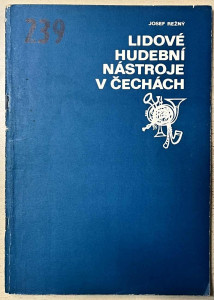 239
JOSEF REŽNÝ
LIDOVÉ
HUDEBNÍ
NÁSTROJE
V ČECHÁCH